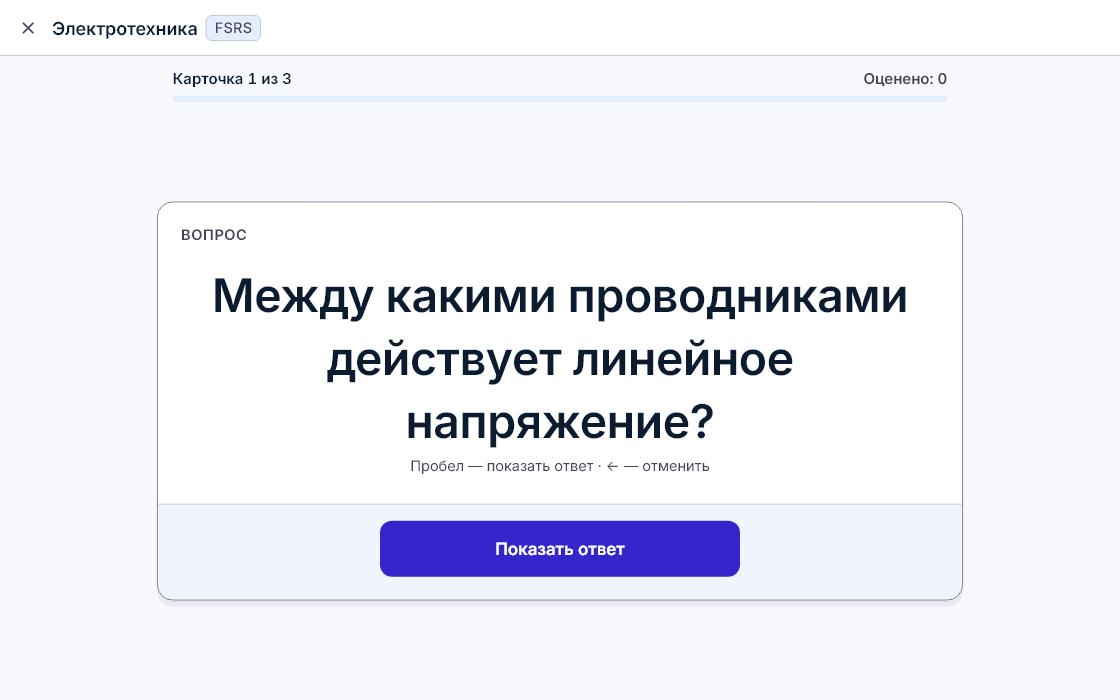 Электротехника FSRS
Карточка 1 из 3
Оценено: 0
ВОПРОС
Между какими проводниками
действует линейное
напряжение?
Пробел — показать ответ · ← — отменить
Показать ответ